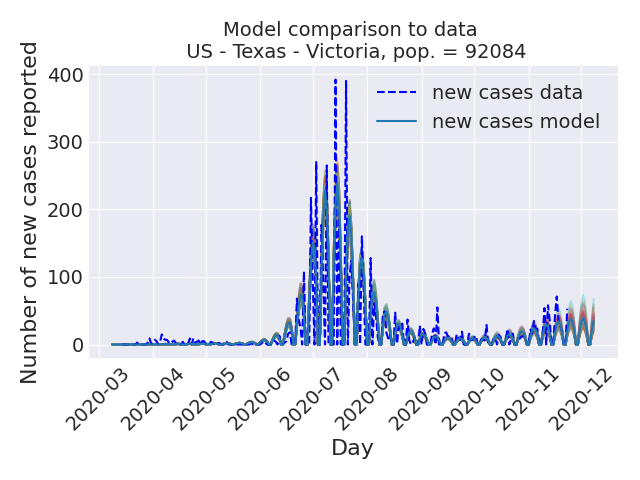 Model comparison to data
US - Texas - Victoria, pop. = 92084
Number of new cases reported
400
300
200
100
0
new cases data
new cases model
2020-03
2020-04
2020-05
2020-06
2020-07
2020-08
2020-09
2020-10
2020-11
2020-12
Day